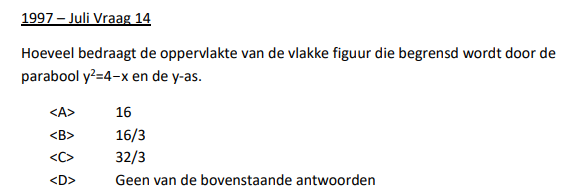 1997 – Juli Vraag 14
Hoeveel bedraagt de oppervlakte van de vlakke figuur die begrensd wordt door de
parabool y²=4−x en de y-as.
<A> 16
<B> 16/3
<C> 32/3
<D> Geen van de bovenstaande antwoorden